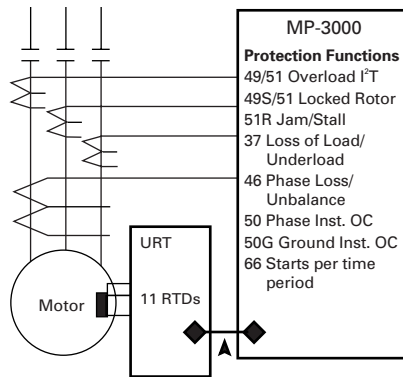 MP-3000
Protection Functions
49/51 Overload I²T
49S/51 Locked Rotor
51R Jam/Stall
37 Loss of Load/
Underload
46 Phase Loss/
Unbalance
50 Phase Inst. OC
50G Ground Inst. OC
66 Starts per time
period
URT
11 RTDs
Motor